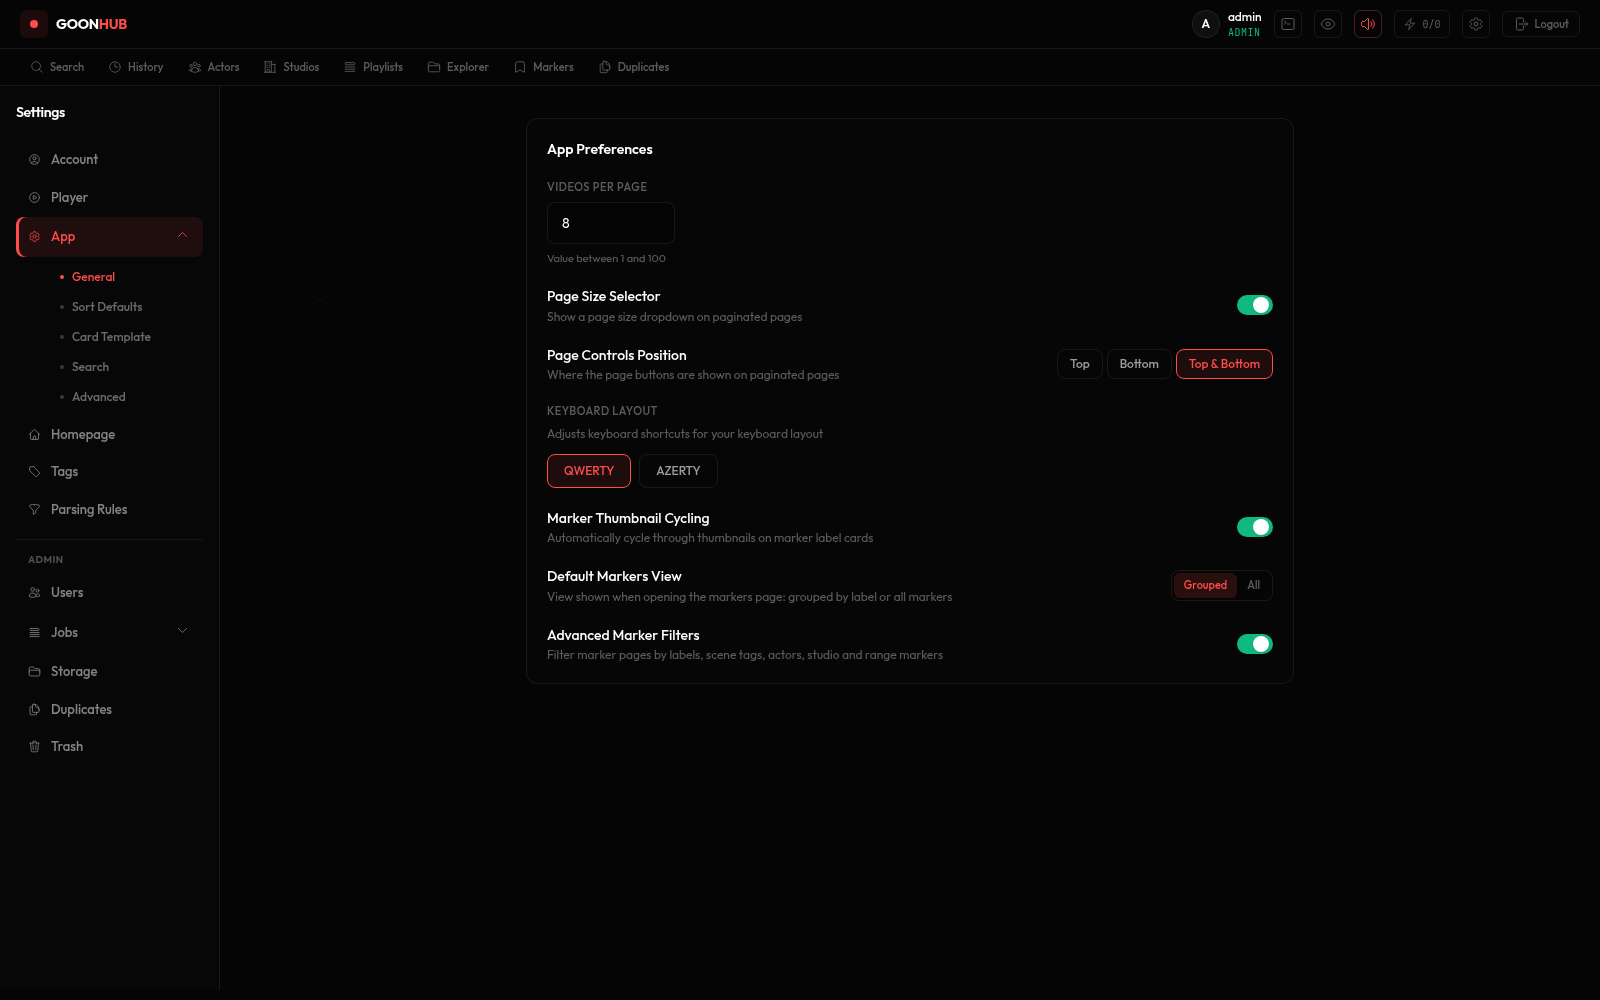 GOONHUB
A
admin
ADMIN
0/0
Logout
Search
History
Actors
Studios
Playlists
Explorer
Markers
Duplicates
Settings
Account
Player
App
General
Sort Defaults
Card Template
Search
Advanced
Homepage
Tags
Parsing Rules
ADMIN
Users
Jobs
Storage
Duplicates
Trash
App Preferences
VIDEOS PER PAGE
8
Value between 1 and 100
Page Size Selector
Show a page size dropdown on paginated pages
Page Controls Position
Where the page buttons are shown on paginated pages
Top
Bottom
Top & Bottom
KEYBOARD LAYOUT
Adjusts keyboard shortcuts for your keyboard layout
QWERTY
AZERTY
Marker Thumbnail Cycling
Automatically cycle through thumbnails on marker label cards
Default Markers View
View shown when opening the markers page: grouped by label or all markers
Grouped
All
Advanced Marker Filters
Filter marker pages by labels, scene tags, actors, studio and range markers